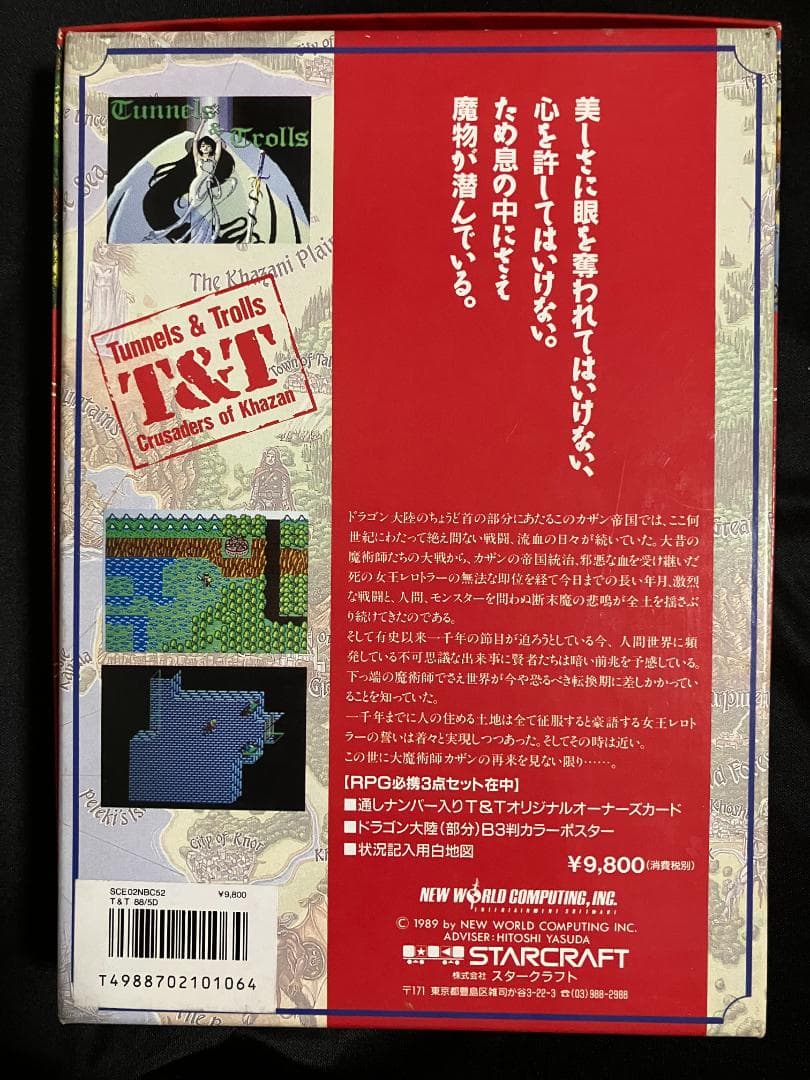 Tunnels
&
Trolls
The Khazani Plain
Tunnels & Trolls
T&T
Crusaders of Khazan
Town of
美しさに眼を奪われてはいけない、
心を許してはいけない。
ため息の中にさえ
魔物が潜んでいる。
ドラゴン大陸のちょうど首の部分にあたるこのカザン帝国では、ここ何
世紀にわたって絶え間ない戦闘、流血の日々が続いていた。大昔の
魔術師たちの大戦から、カザンの帝国統治、邪悪な血を受け継いだ
死の女王レロトラーの無法な即位を経て今日までの長い年月、激烈
な戦闘と、人間、モンスターを問わぬ断末魔の悲鳴が全土を揺さぶ
り続けてきたのである。
そして有史以来一千年の節目が迫ろうとしている今、人間世界に頻
発している不可思議な出来事に賢者たちは暗い前兆を予感している。
下っ端の魔術師でさえ世界が今や恐るべき転換期に差しかかってい
ることを知っていた。
一千年までに人の住める土地は全て征服すると豪語する女王レロト
ラーの誓いは着々と実現しつつあった。そしてその時は近い。
この世に大魔術師カザンの再来を見ない限り……。
【RPG必携3点セット在中】
■通しナンバー入りT&Tオリジナルオーナーズカード
■ドラゴン大陸(部分)B3判カラーポスター
■状況記入用白地図
¥9,800(消費税別)
Peleki's Is
City of Knor
SCE02NBC52 ¥9,800
T&T 88/5D
T4988702101064
NEW WORLD COMPUTING, INC.
ENTERTAINMENT SOFTWARE
© 1989 by NEW WORLD COMPUTING INC.
ADVISER: HITOSHI YASUDA
STARCRAFT
株式会社 スタークラフト
〒171 東京都豊島区雑司が谷3-22-3 ☎(03)988-2988